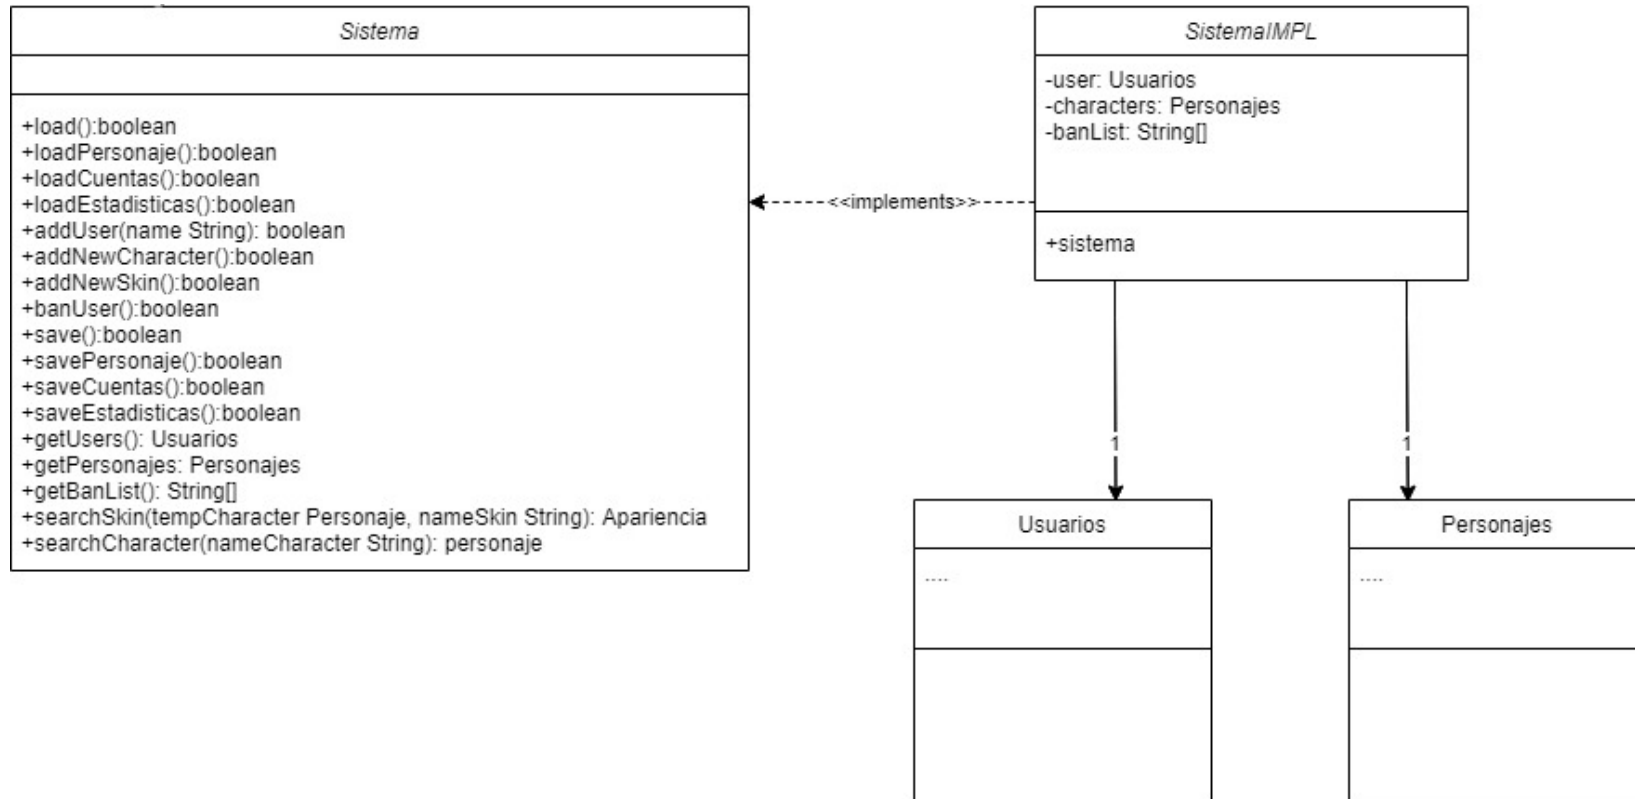 Sistema
+load():boolean
+loadPersonaje():boolean
+loadCuentas():boolean
+loadEstadisticas():boolean
+addUser(name String): boolean
+addNewCharacter():boolean
+addNewSkin():boolean
+banUser():boolean
+save():boolean
+savePersonaje():boolean
+saveCuentas():boolean
+saveEstadisticas():boolean
+getUsers(): Usuarios
+getPersonajes: Personajes
+getBanList(): String[]
+searchSkin(tempCharacter Personaje, nameSkin String): Apariencia
+searchCharacter(nameCharacter String): personaje
<<implements>>
SistemaIMPL
-user: Usuarios
-characters: Personajes
-banList: String[]
+sistema
1
1
Usuarios
....
Personajes
....